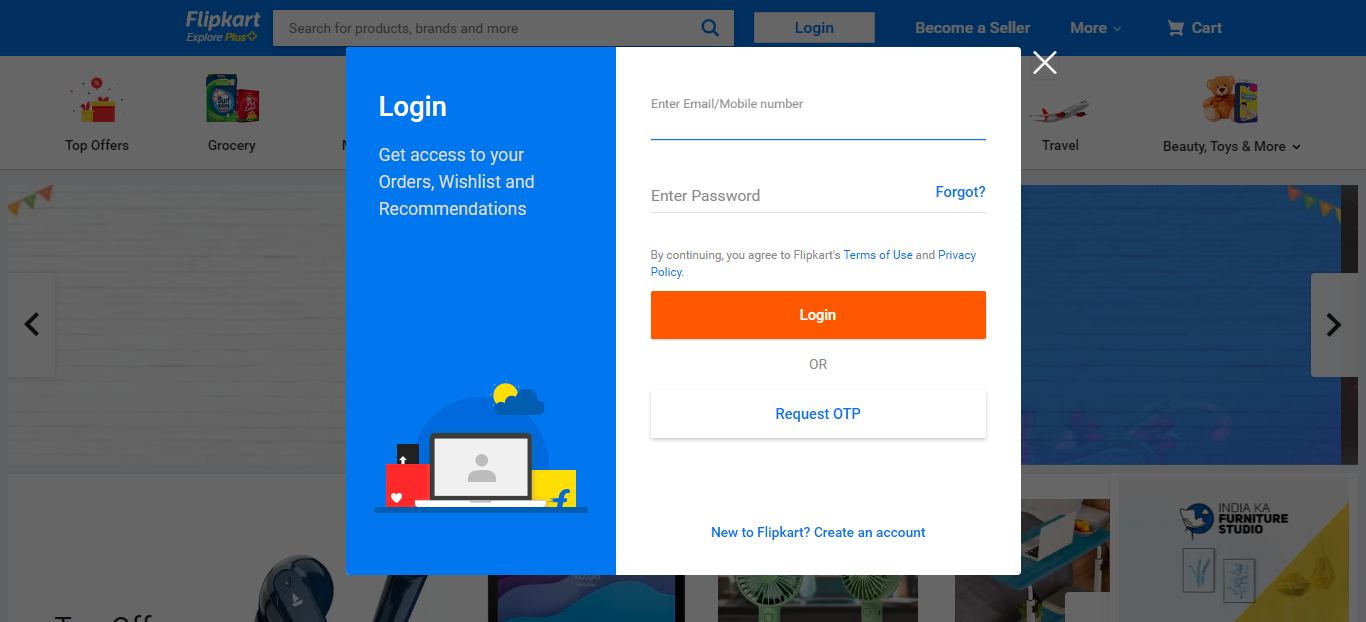 Flipkart
Explore Plus
Search for products, brands and more
Login
Become a Seller
More
Cart
Top Offers
Grocery
Travel
Beauty, Toys & More
Login
Get access to your
Orders, Wishlist and
Recommendations
Enter Email/Mobile number
Enter Password
Forgot?
By continuing, you agree to Flipkart's Terms of Use and Privacy
Policy.
Login
OR
Request OTP
New to Flipkart? Create an account
INDIA KA
FURNITURE
STUDIO